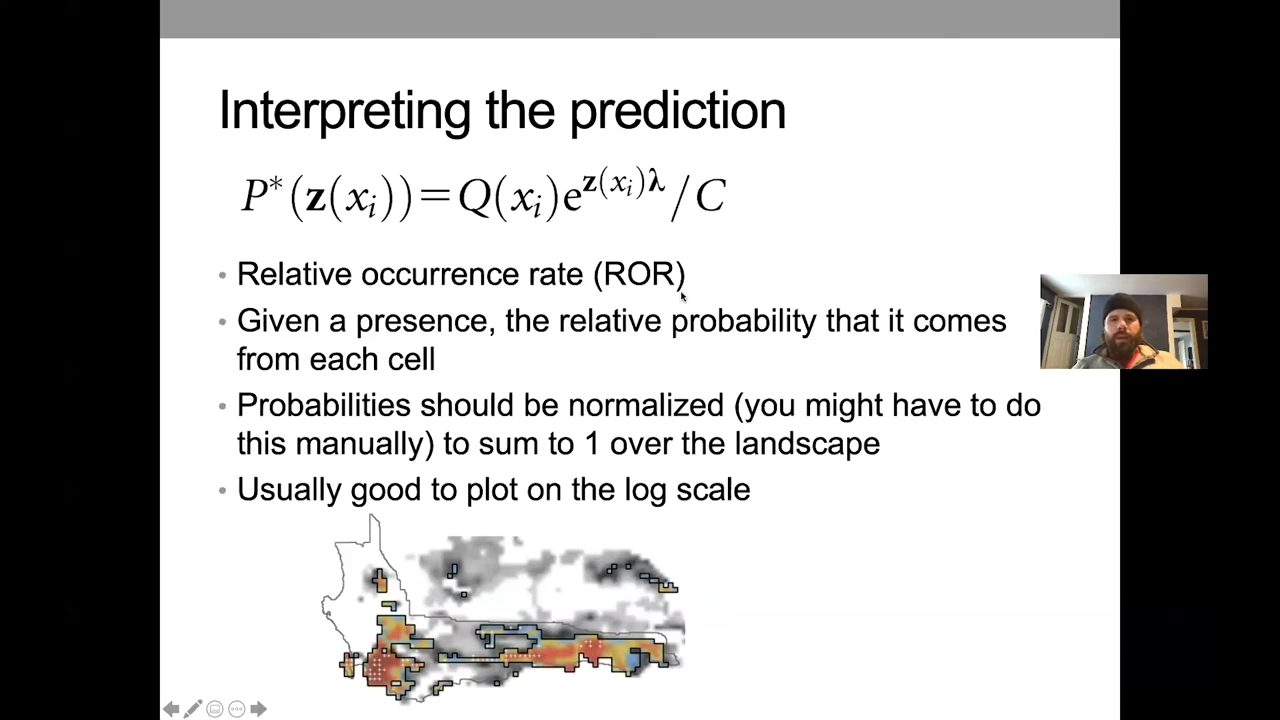 Interpreting the prediction
P*(z(xᵢ))=Q(xᵢ)e^{z(xᵢ)λ}/C
• Relative occurrence rate (ROR)
• Given a presence, the relative probability that it comes
from each cell
• Probabilities should be normalized (you might have to do
this manually) to sum to 1 over the landscape
• Usually good to plot on the log scale